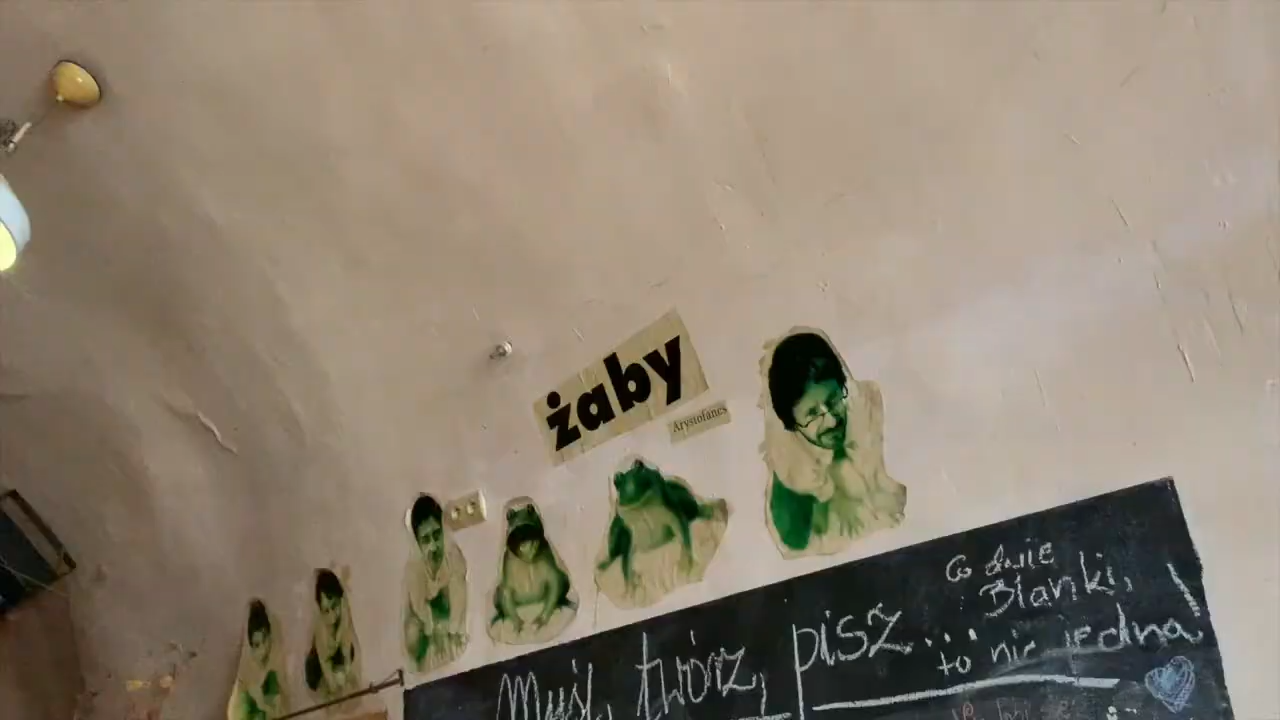 żaby
Arystofanes
Co dwie
Blanki,
to nie jedna
Myśl, twórz, pisz...